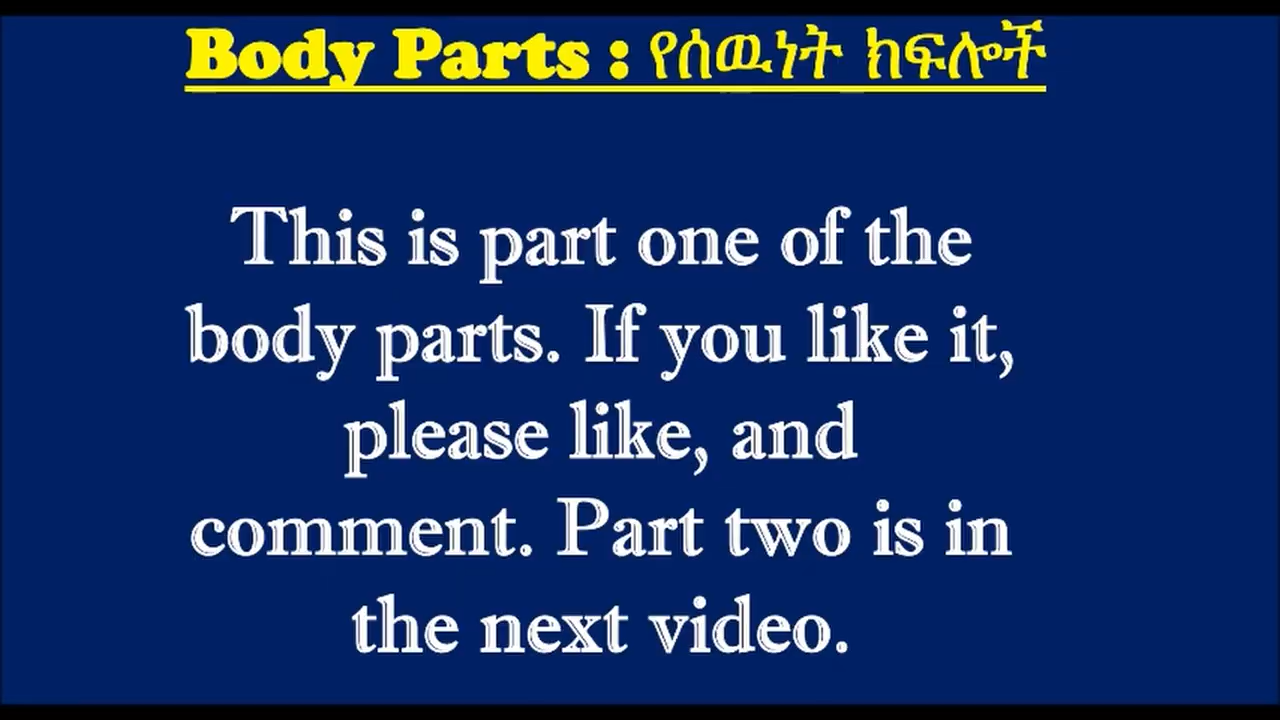 Body Parts : የሰዉነት ክፍሎች
This is part one of the
body parts. If you like it,
please like, and
comment. Part two is in
the next video.